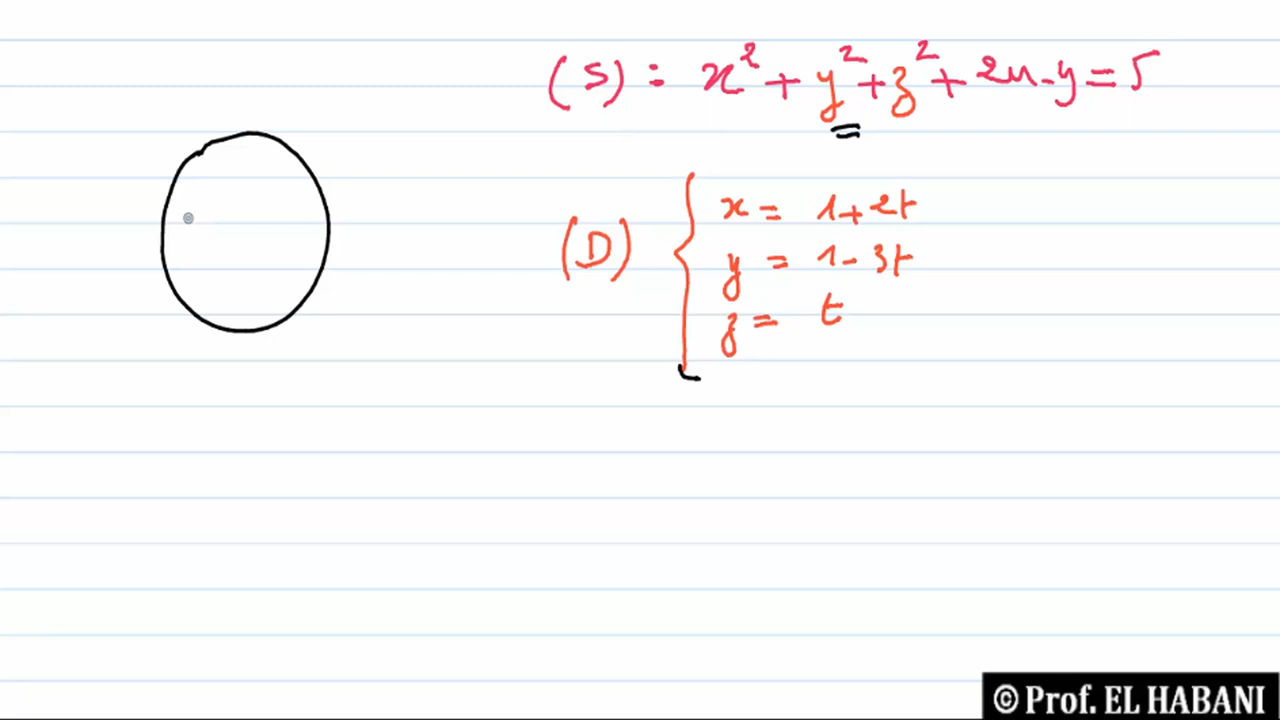 (S) : x² + y² + z² + 2x - y = 5
(D) { x = 1 + 2t
y = 1 - 3t
z = t
© Prof. EL HABANI